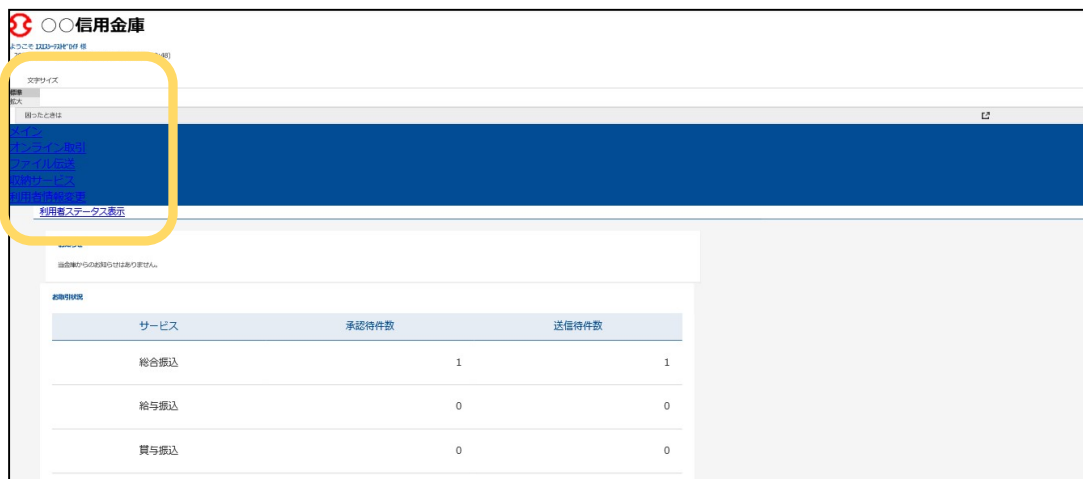 ○○信用金庫
ようこそ
文字サイズ
標準
拡大
困ったときは
メイン
オンライン取引
ファイル伝送
収納サービス
利用者情報変更
利用者ステータス表示
当金庫からのお知らせはありません。
お取引状況
サービス 承認待件数 送信待件数
総合振込 1 1
給与振込 0 0
賞与振込 0 0